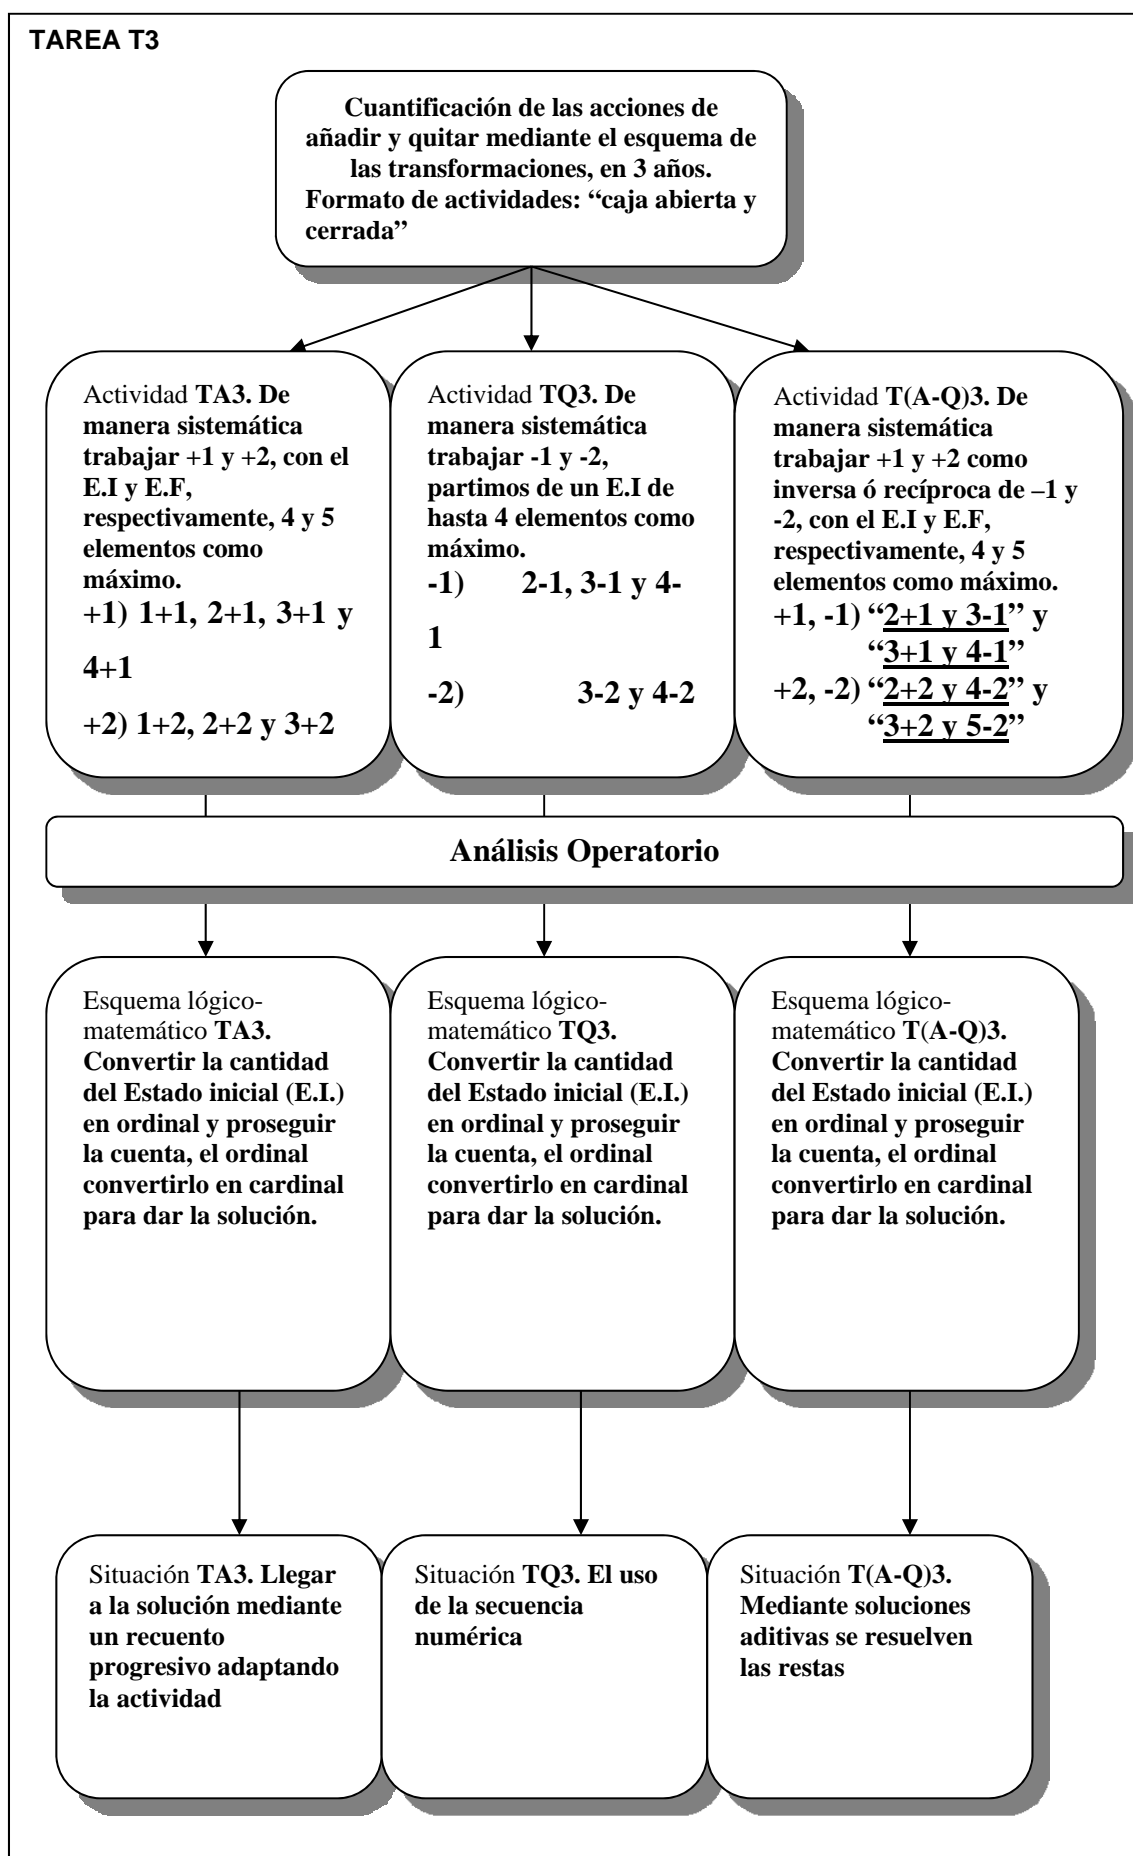 TAREA T3
Cuantificación de las acciones de
añadir y quitar mediante el esquema de
las transformaciones, en 3 años.
Formato de actividades: “caja abierta y
cerrada”
Actividad TA3. De
manera sistemática
trabajar +1 y +2, con el
E.I y E.F,
respectivamente, 4 y 5
elementos como
máximo.
+1) 1+1, 2+1, 3+1 y
4+1
+2) 1+2, 2+2 y 3+2
Actividad TQ3. De
manera sistemática
trabajar -1 y -2,
partimos de un E.I de
hasta 4 elementos como
máximo.
-1) 2-1, 3-1 y 4-
1
-2) 3-2 y 4-2
Actividad T(A-Q)3. De
manera sistemática
trabajar +1 y +2 como
inversa ó recíproca de –1 y
-2, con el E.I y E.F,
respectivamente, 4 y 5
elementos como máximo.
+1, -1) “2+1 y 3-1” y
“3+1 y 4-1”
+2, -2) “2+2 y 4-2” y
“3+2 y 5-2”
Análisis Operatorio
Esquema lógico-
matemático TA3.
Convertir la cantidad
del Estado inicial (E.I.)
en ordinal y proseguir
la cuenta, el ordinal
convertirlo en cardinal
para dar la solución.
Esquema lógico-
matemático TQ3.
Convertir la cantidad
del Estado inicial (E.I.)
en ordinal y proseguir
la cuenta, el ordinal
convertirlo en cardinal
para dar la solución.
Esquema lógico-
matemático T(A-Q)3.
Convertir la cantidad
del Estado inicial (E.I.)
en ordinal y proseguir
la cuenta, el ordinal
convertirlo en cardinal
para dar la solución.
Situación TA3. Llegar
a la solución mediante
un recuento
progresivo adaptando
la actividad
Situación TQ3. El uso
de la secuencia
numérica
Situación T(A-Q)3.
Mediante soluciones
aditivas se resuelven
las restas